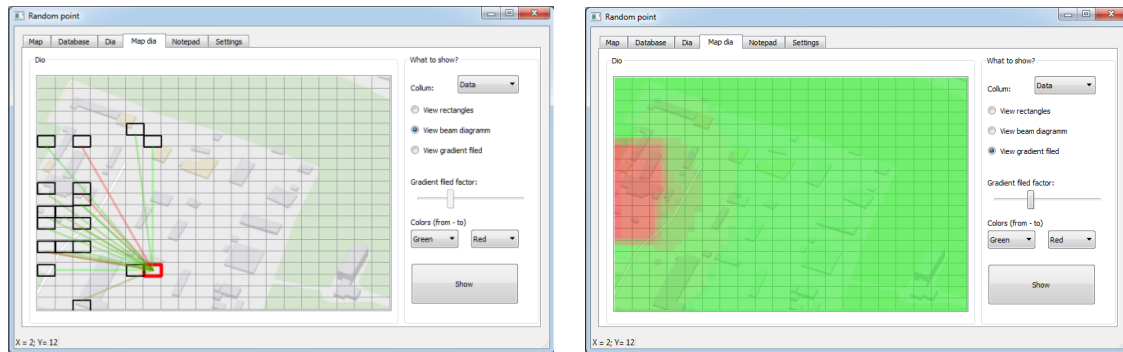 Random point
Map Database Dia Map dia Notepad Settings
Dio
What to show?
Collum: Data
View rectangles
View beam diagramm
View gradient filed
Gradient filed factor:
Colors (from - to)
Green Red
Show
X = 2; Y= 12
Random point
Map Database Dia Map dia Notepad Settings
Dio
What to show?
Collum: Data
View rectangles
View beam diagramm
View gradient filed
Gradient filed factor:
Colors (from - to)
Green Red
Show
X = 2; Y= 12